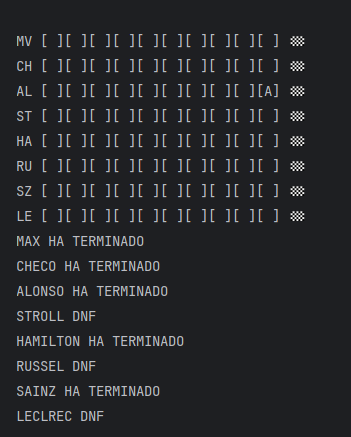 MV [ ][ ][ ][ ][ ][ ][ ][ ][ ][ ] 🏁
CH [ ][ ][ ][ ][ ][ ][ ][ ][ ][ ] 🏁
AL [ ][ ][ ][ ][ ][ ][ ][ ][ ][A] 🏁
ST [ ][ ][ ][ ][ ][ ][ ][ ][ ][ ] 🏁
HA [ ][ ][ ][ ][ ][ ][ ][ ][ ][ ] 🏁
RU [ ][ ][ ][ ][ ][ ][ ][ ][ ][ ] 🏁
SZ [ ][ ][ ][ ][ ][ ][ ][ ][ ][ ] 🏁
LE [ ][ ][ ][ ][ ][ ][ ][ ][ ][ ] 🏁
MAX HA TERMINADO
CHECO HA TERMINADO
ALONSO HA TERMINADO
STROLL DNF
HAMILTON HA TERMINADO
RUSSEL DNF
SAINZ HA TERMINADO
LECLREC DNF